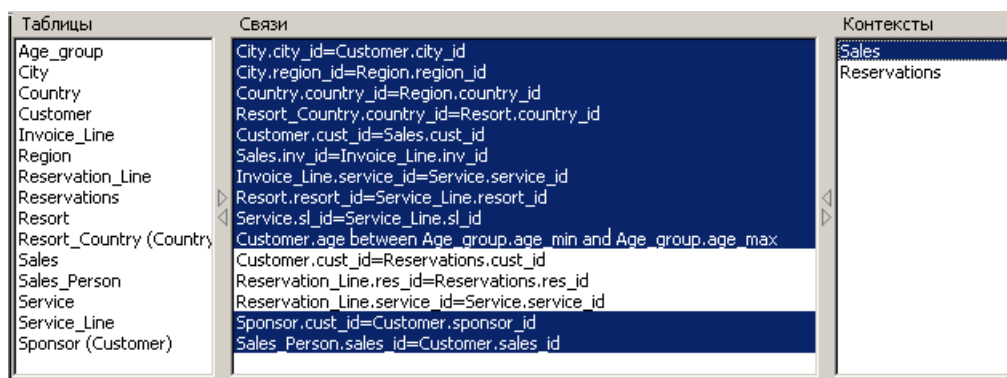 Таблицы
Связи
Контексты
Age_group
City
Country
Customer
Invoice_Line
Region
Reservation_Line
Reservations
Resort
Resort_Country (Country
Sales
Sales_Person
Service
Service_Line
Sponsor (Customer)
City.city_id=Customer.city_id
City.region_id=Region.region_id
Country.country_id=Region.country_id
Resort_Country.country_id=Resort.country_id
Customer.cust_id=Sales.cust_id
Sales.inv_id=Invoice_Line.inv_id
Invoice_Line.service_id=Service.service_id
Resort.resort_id=Service_Line.resort_id
Service.sl_id=Service_Line.sl_id
Customer.age between Age_group.age_min and Age_group.age_max
Customer.cust_id=Reservations.cust_id
Reservation_Line.res_id=Reservations.res_id
Reservation_Line.service_id=Service.service_id
Sponsor.cust_id=Customer.sponsor_id
Sales_Person.sales_id=Customer.sales_id
Sales
Reservations